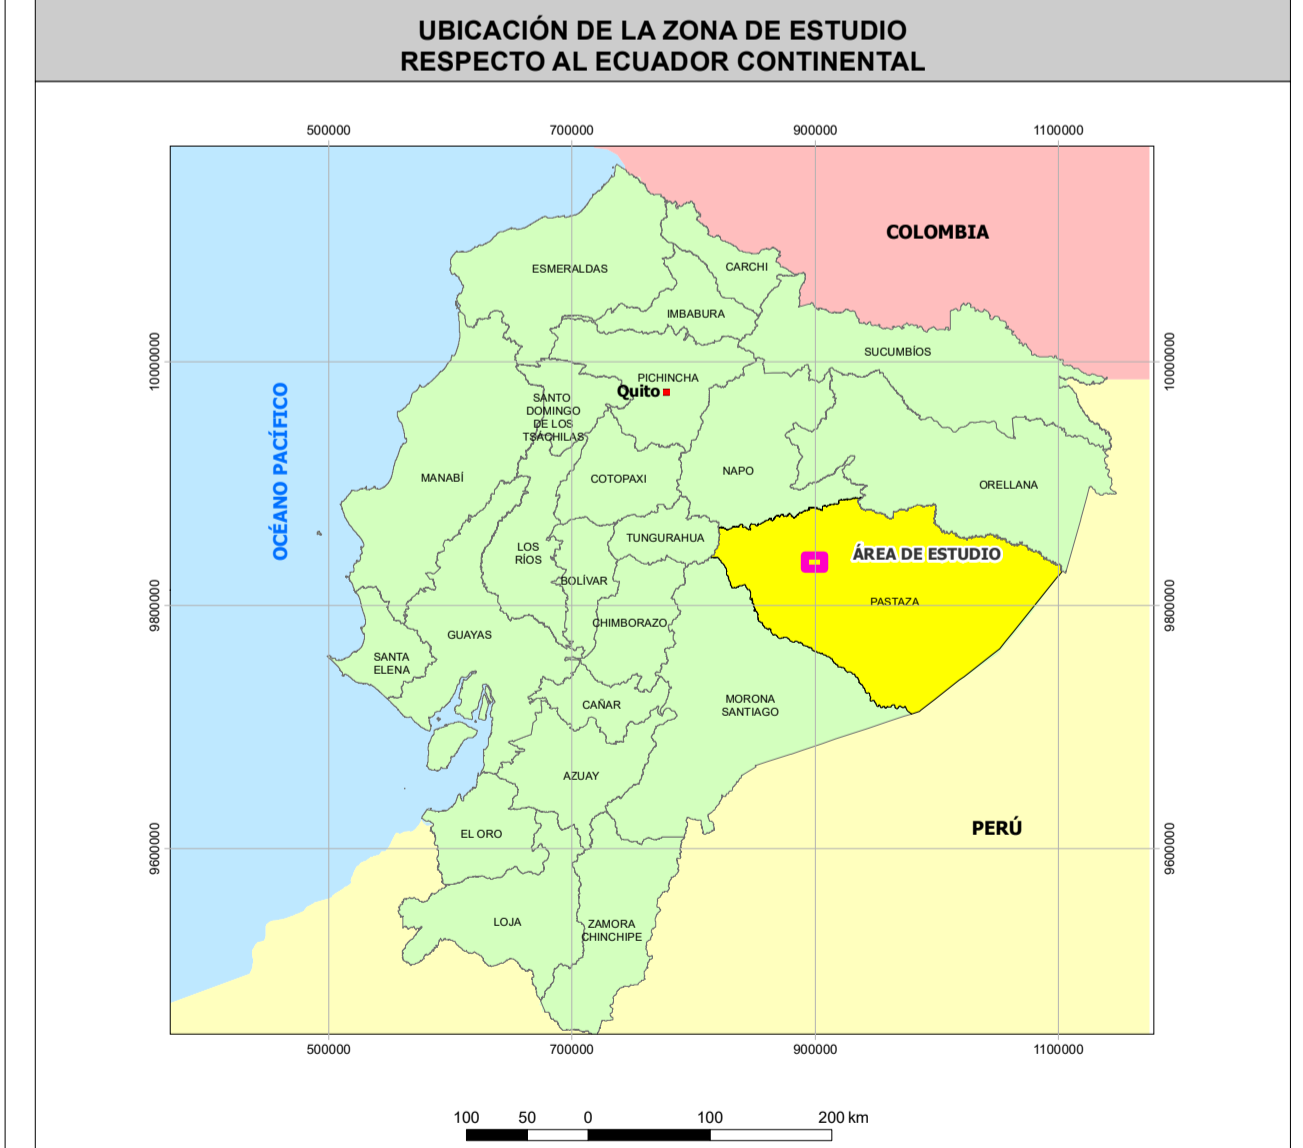 UBICACIÓN DE LA ZONA DE ESTUDIO
RESPECTO AL ECUADOR CONTINENTAL
500000
700000
900000
1100000
COLOMBIA
CARCHI
ESMERALDAS
IMBABURA
10000000
10000000
SUCUMBÍOS
PICHINCHA
Quito
SANTO
DOMINGO
DE LOS
TSÁCHILAS
OCÉANO PACÍFICO
MANABÍ
COTOPAXI
NAPO
ORELLANA
TUNGURAHUA
LOS
RÍOS
ÁREA DE ESTUDIO
BOLÍVAR
PASTAZA
9800000
9800000
CHIMBORAZO
GUAYAS
SANTA
ELENA
MORONA
SANTIAGO
CAÑAR
AZUAY
PERÚ
EL ORO
9600000
9600000
LOJA
ZAMORA
CHINCHIPE
500000
700000
900000
1100000
100 50 0 100 200 km